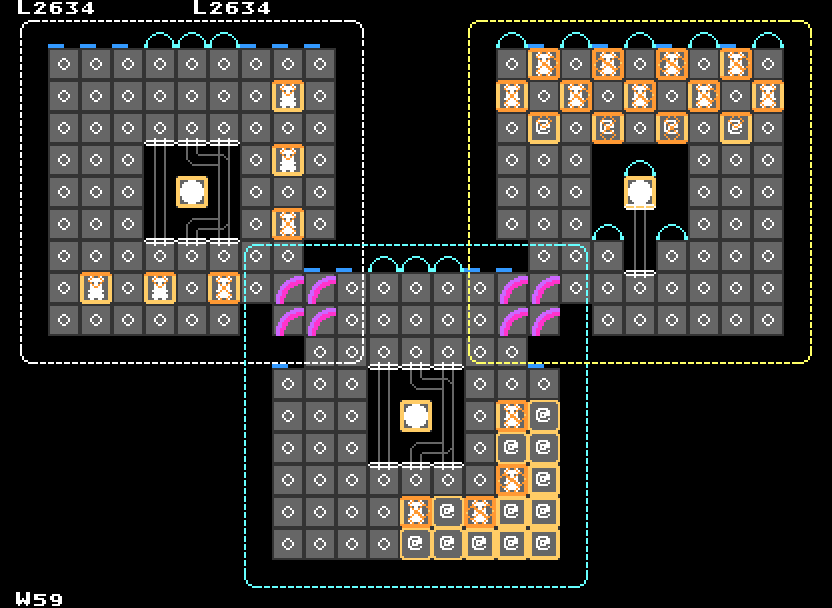 L2634 L2634
@ @ @ @
@
@ @
@
@ @ @
@ @ @ @ @
W59